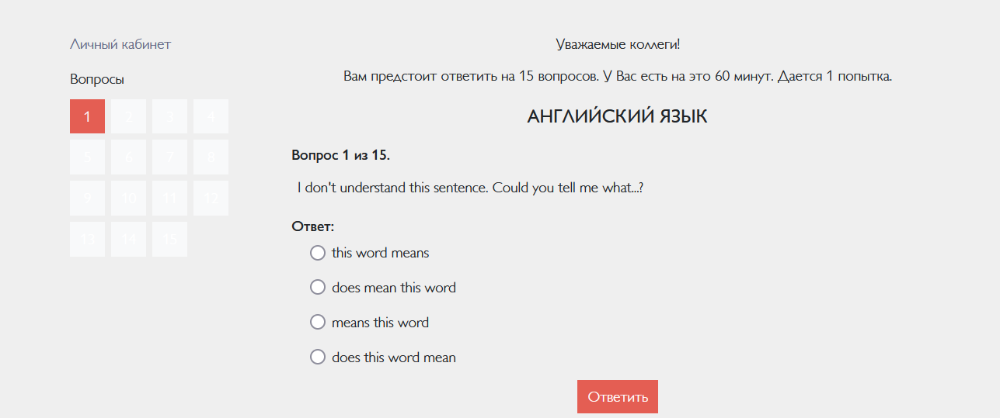 Личный кабинет
Уважаемые коллеги!
Вопросы
Вам предстоит ответить на 15 вопросов. У Вас есть на это 60 минут. Дается 1 попытка.
1 2 3 4
5 6 7 8
9 10 11 12
13 14 15
АНГЛИЙСКИЙ ЯЗЫК
Вопрос 1 из 15.
I don't understand this sentence. Could you tell me what...?
Ответ:
this word means
does mean this word
means this word
does this word mean
Ответить